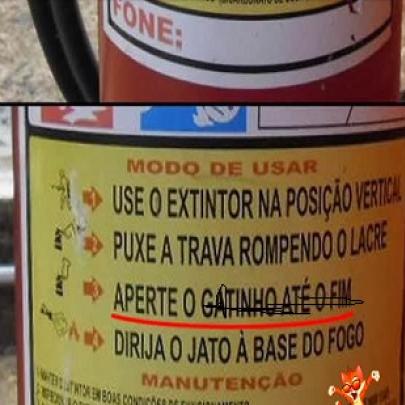 FONE:
MODO DE USAR
USE O EXTINTOR NA POSIÇÃO VERTICAL
PUXE A TRAVA ROMPENDO O LACRE
APERTE O GATINHO ATÉ O FIM
DIRIJA O JATO À BASE DO FOGO
MANUTENÇÃO